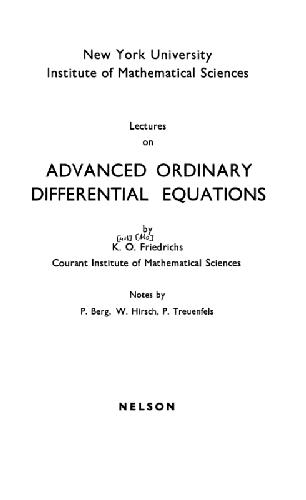 New York University
Institute of Mathematical Sciences
Lectures
on
ADVANCED ORDINARY
DIFFERENTIAL EQUATIONS
by
K. O. Friedrichs
Courant Institute of Mathematical Sciences
Notes by
P. Berg, W. Hirsch, P. Treuenfels
NELSON